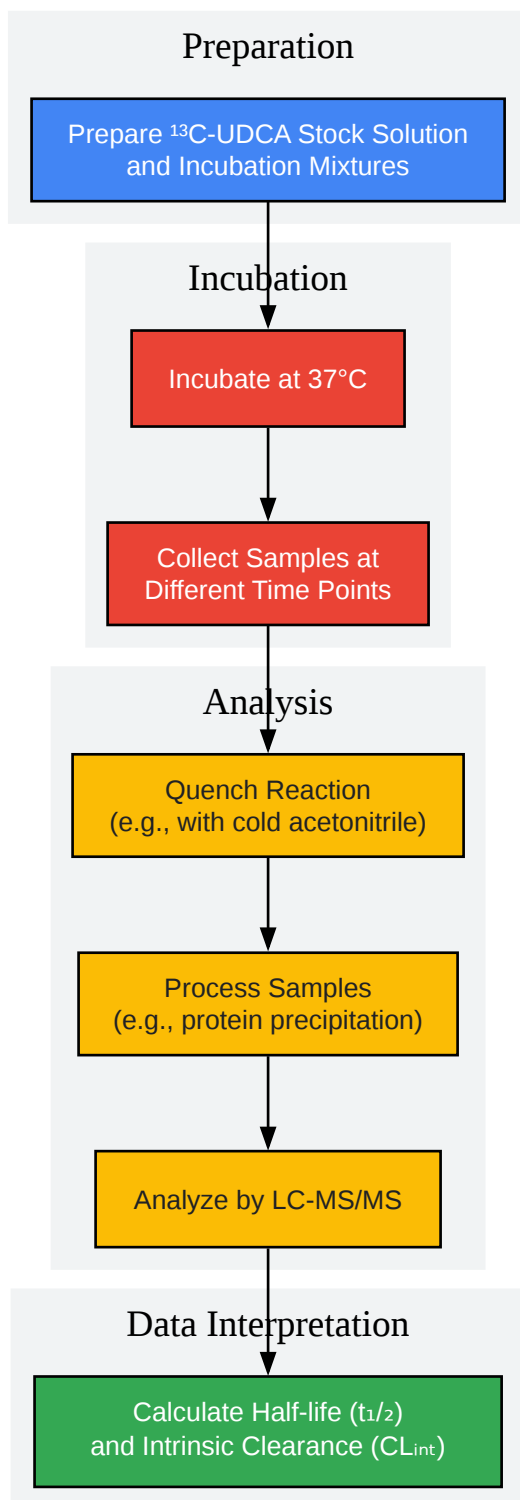 Preparation
Prepare ¹³C-UDCA Stock Solution
and Incubation Mixtures
Incubation
Incubate at 37°C
Collect Samples at
Different Time Points
Analysis
Quench Reaction
(e.g., with cold acetonitrile)
Process Samples
(e.g., protein precipitation)
Analyze by LC-MS/MS
Data Interpretation
Calculate Half-life (t₁/₂)
and Intrinsic Clearance (CLᵢₙₜ)